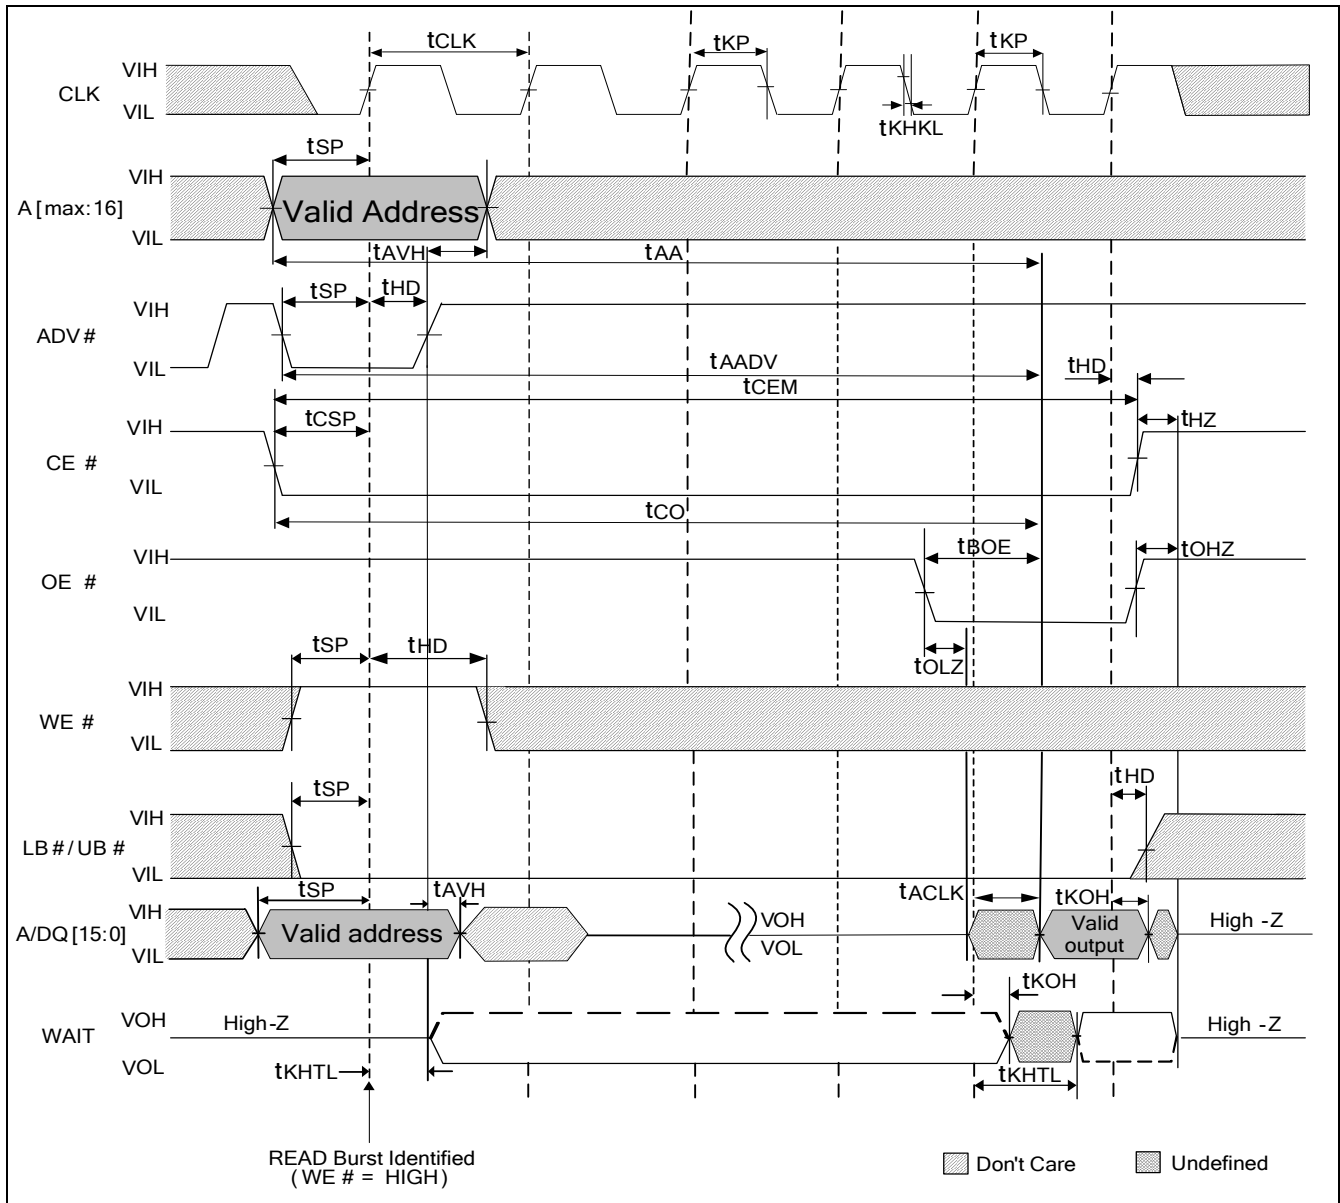 tCLK
tKP
tKP
VIH
CLK
VIL
tKHKL
tSP
VIH
A[max:16]
Valid Address
VIL
tAVH
tAA
tSP
tHD
VIH
ADV #
VIL
tAADV
tHD
tCEM
tCSP
VIH
tHZ
CE #
VIL
tCO
VIH
tBOE
tOHZ
OE #
VIL
tSP
tHD
tOLZ
VIH
WE #
VIL
tSP
tHD
VIH
LB # / UB #
VIL
tSP
tAVH
tACLK
tKOH
VIH
A/DQ [15:0]
Valid address
VOH
Valid output
High -Z
VIL
VOL
tKOH
VOH
WAIT
High -Z
High -Z
VOL
tKHTL
tKHTL
READ Burst Identified
( WE # = HIGH )
Don't Care
Undefined